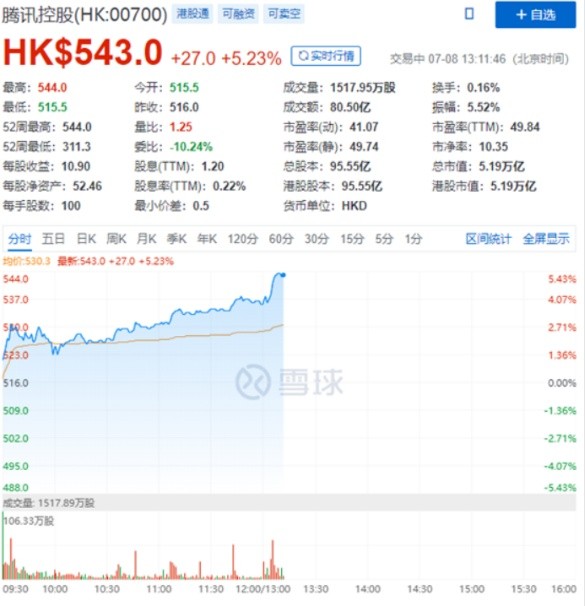 腾讯控股(HK:00700) 港股通 可融资 可卖空 + 自选
HK$543.0 +27.0 +5.23% 实时行情 交易中 07-08 13:11:46 (北京时间)
最高: 544.0 今开: 515.5 成交量: 1517.95万股 换手: 0.16%
最低: 515.5 昨收: 516.0 成交额: 80.50亿 振幅: 5.52%
52周最高: 544.0 量比: 1.25 市盈率(动): 41.07 市盈率(TTM): 49.84
52周最低: 311.3 委比: -10.24% 市盈率(静): 49.74 市净率: 10.35
每股收益: 10.90 股息(TTM): 1.20 总股本: 95.55亿 总市值: 5.19万亿
每股净资产: 52.46 股息率(TTM): 0.22% 港股股本: 95.55亿 港股市值: 5.19万亿
每手股数: 100 最小价差: 0.5 货币单位: HKD
分时 五日 日K 周K 月K 季K 年K 120分 60分 30分 15分 5分 1分 区间统计 全屏显示
均价:530.3 最新:543.0 +27.0 +5.23%
544.0 5.43%
537.0 4.07%
530.0 2.71%
523.0 1.36%
516.0 雪球 0.00%
509.0 -1.36%
502.0 -2.71%
495.0 -4.07%
488.0 -5.43%
成交量: 1517.89万股
106.33万股
09:30 10:00 10:30 11:00 11:30 12:00/13:00 13:30 14:00 14:30 15:00 15:30 16:00